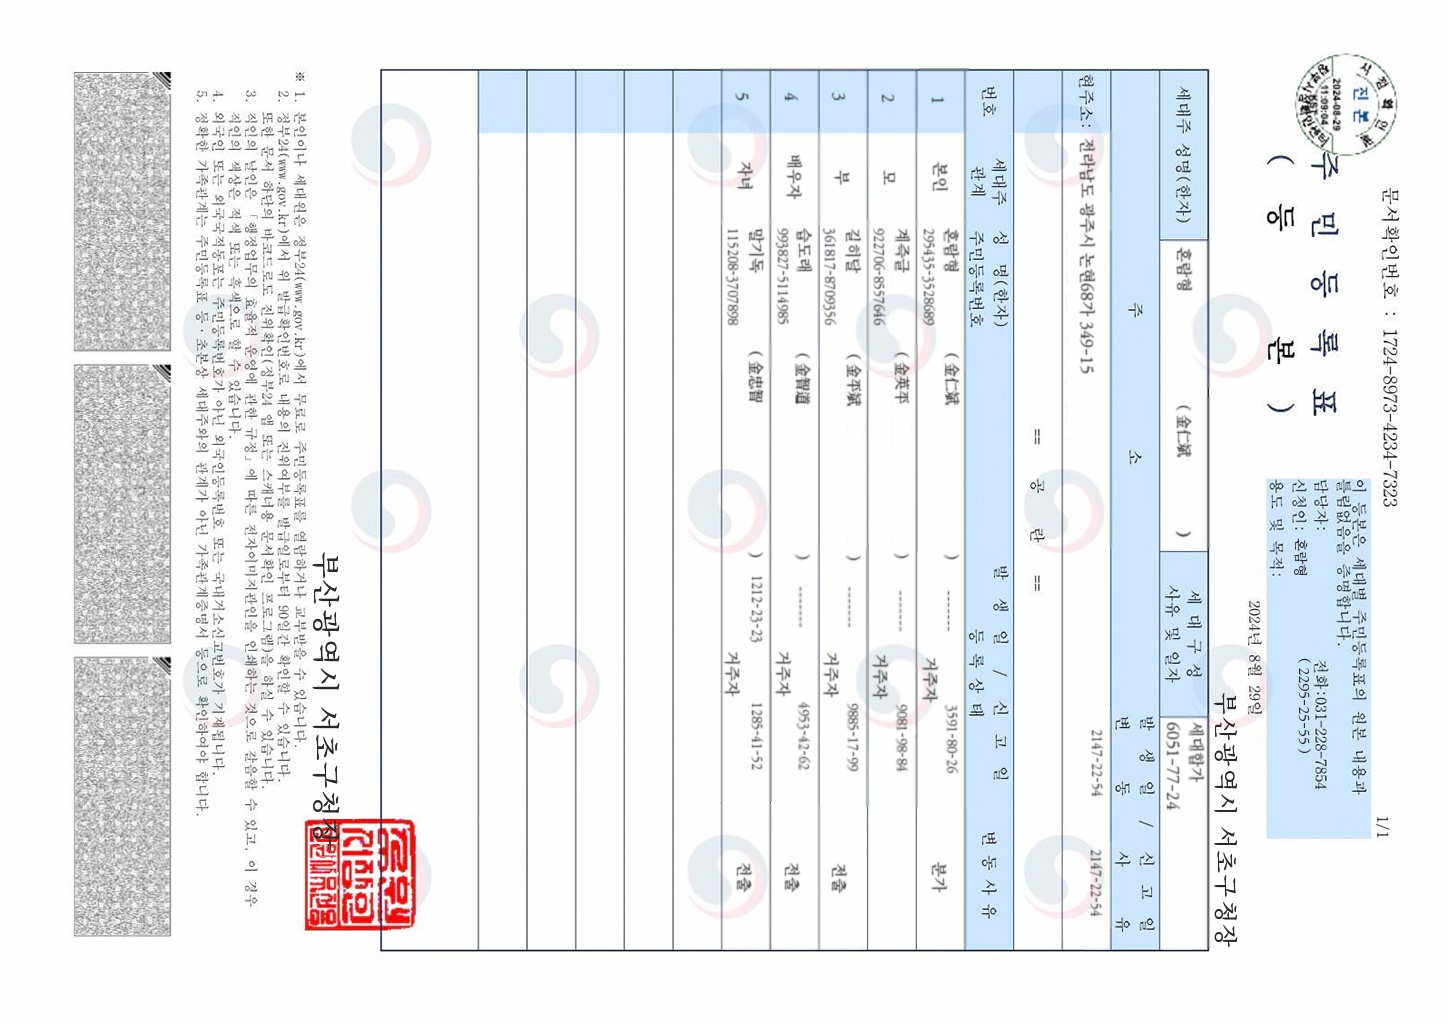 문서확인번호 : 1724-8973-4234-7323
1/1
주 민 등 록 표
( 등 본 )
이 등본은 세대별 주민등록표의 원본 내용과
틀림없음을 증명합니다.
담당자: 전화:031-228-7854
신청인: 혼람형 (2295-25-55)
용도 및 목적:
2024년 8월 29일
부산광역시 서초구청장
세대주 성명(한자) 혼람형 (金仁斌 ) 세 대 구 성 사유 및 일자 세대합가
6051-77-24
주 소 발 생 일 / 신 고 일
변 동 사 유
현주소: 전라남도 광주시 논현68가 349-15 2147-22-54 2147-22-54
== 공 란 ==
번호 세대주 관계 성 명(한자) 주민등록번호 발 생 일 / 신 고 일 등 록 상 태 변 동 사 유
1 본인 혼람형 (金仁斌 ) ------- 3591-80-26 분가
295435-3528689 거주자
2 모 계즉글 (金英平 ) ------- 9081-98-84
922706-8557646 거주자
3 부 길히달 (金平斌 ) ------- 9885-17-99 전출
361817-8709356 거주자
4 배우자 습도래 (金智道 ) ------- 4953-42-62 전출
993827-5114985 거주자
5 자녀 말기독 (金忠智 ) 1212-23-23 1285-41-52 전출
115208-3707898 거주자
부산광역시 서초구청장
※ 1. 본인이나 세대원은 정부24(www.gov.kr)에서 무료로 주민등록표를 열람하거나 교부받을 수 있습니다.
2. 정부24(www.gov.kr)에서 위 발급확인번호로 내용의 진위여부를 발급일로부터 90일간 확인할 수 있습니다.
또한 문서 하단의 바코드로도 진위확인(정부24 앱 또는 스캐너용 문서확인 프로그램)을 하실 수 있습니다.
3. 직인의 날인은 「행정업무의 효율적 운영에 관한 규정」에 따른 전자이미지관인을 인쇄하는 것으로 갈음할 수 있고, 이 경우
직인의 색상은 적색 또는 흑색으로 할 수 있습니다.
4. 외국인 또는 외국국적동포는 주민등록번호가 아닌 외국인등록번호 또는 국내거소신고번호가 기재됩니다.
5. 정확한 가족관계는 주민등록표 등·초본상 세대주와의 관계가 아닌 가족관계증명서 등으로 확인하여야 합니다.
진 본
2024-08-29
11:09:04